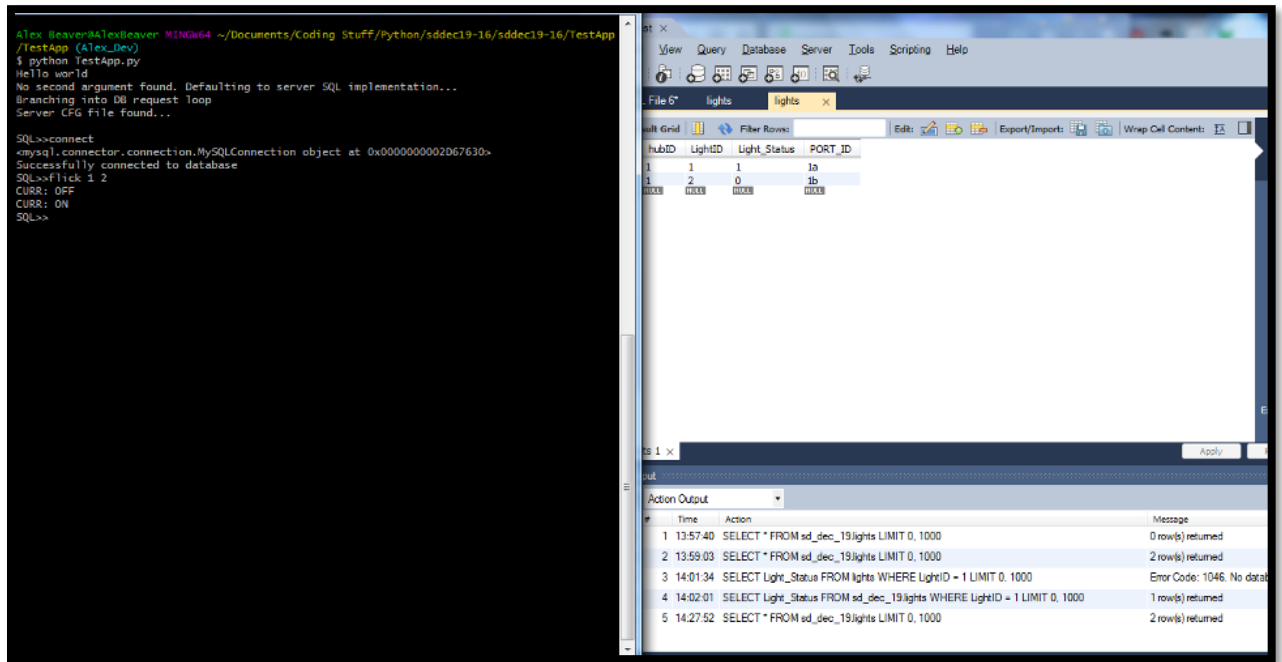 Alex Beaver@AlexBeaver MINGW64 ~/Documents/Coding Stuff/Python/sddec19-16/sddec19-16/TestApp
/TestApp (Alex_Dev)
$ python TestApp.py
Hello world
No second argument found. Defaulting to server SQL implementation...
Branching into DB request loop
Server CFG file found...
SQL>>connect
<mysql.connector.connection.MySQLConnection object at 0x0000000002D67630>
Successfully connected to database
SQL>>flick 1 2
CURR: OFF
CURR: ON
SQL>>
st ×
View Query Database Server Tools Scripting Help
File 6* lights lights ×
ult Grid Filter Rows: Edit: Export/Import: Wrap Cell Content:
hubID LightID Light_Status PORT_ID
1 1 1 1a
1 2 0 1b
NULL NULL NULL NULL
ts 1 ×
Apply
put
Action Output
# Time Action Message
1 13:57:40 SELECT * FROM sd_dec_19.lights LIMIT 0, 1000 0 row(s) returned
2 13:59:03 SELECT * FROM sd_dec_19.lights LIMIT 0, 1000 2 row(s) returned
3 14:01:34 SELECT Light_Status FROM lights WHERE LightID = 1 LIMIT 0, 1000 Error Code: 1046. No datab
4 14:02:01 SELECT Light_Status FROM sd_dec_19.lights WHERE LightID = 1 LIMIT 0, 1000 1 row(s) returned
5 14:27:52 SELECT * FROM sd_dec_19.lights LIMIT 0, 1000 2 row(s) returned